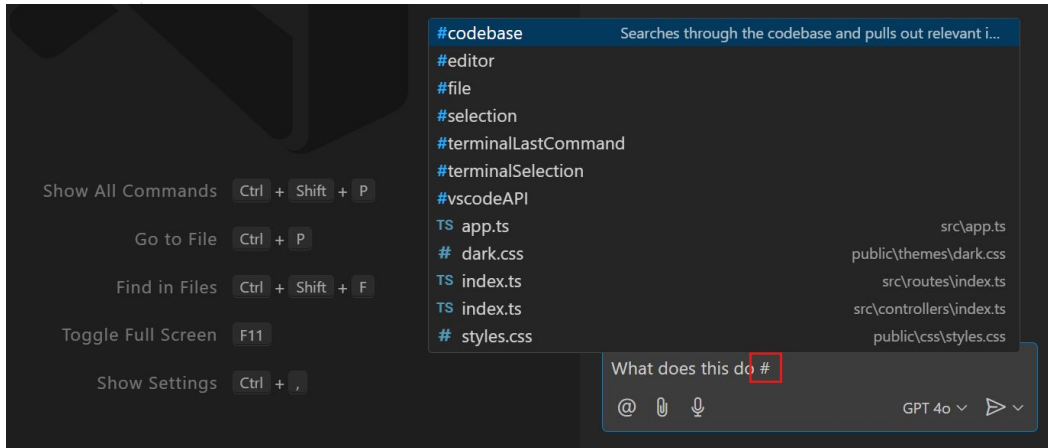 Show All Commands Ctrl + Shift + P
Go to File Ctrl + P
Find in Files Ctrl + Shift + F
Toggle Full Screen F11
Show Settings Ctrl + ,
#codebase Searches through the codebase and pulls out relevant i...
#editor
#file
#selection
#terminalLastCommand
#terminalSelection
#vscodeAPI
TS app.ts src\app.ts
# dark.css public\themes\dark.css
TS index.ts src\routes\index.ts
TS index.ts src\controllers\index.ts
# styles.css public\css\styles.css
What does this do #
@ GPT 4o